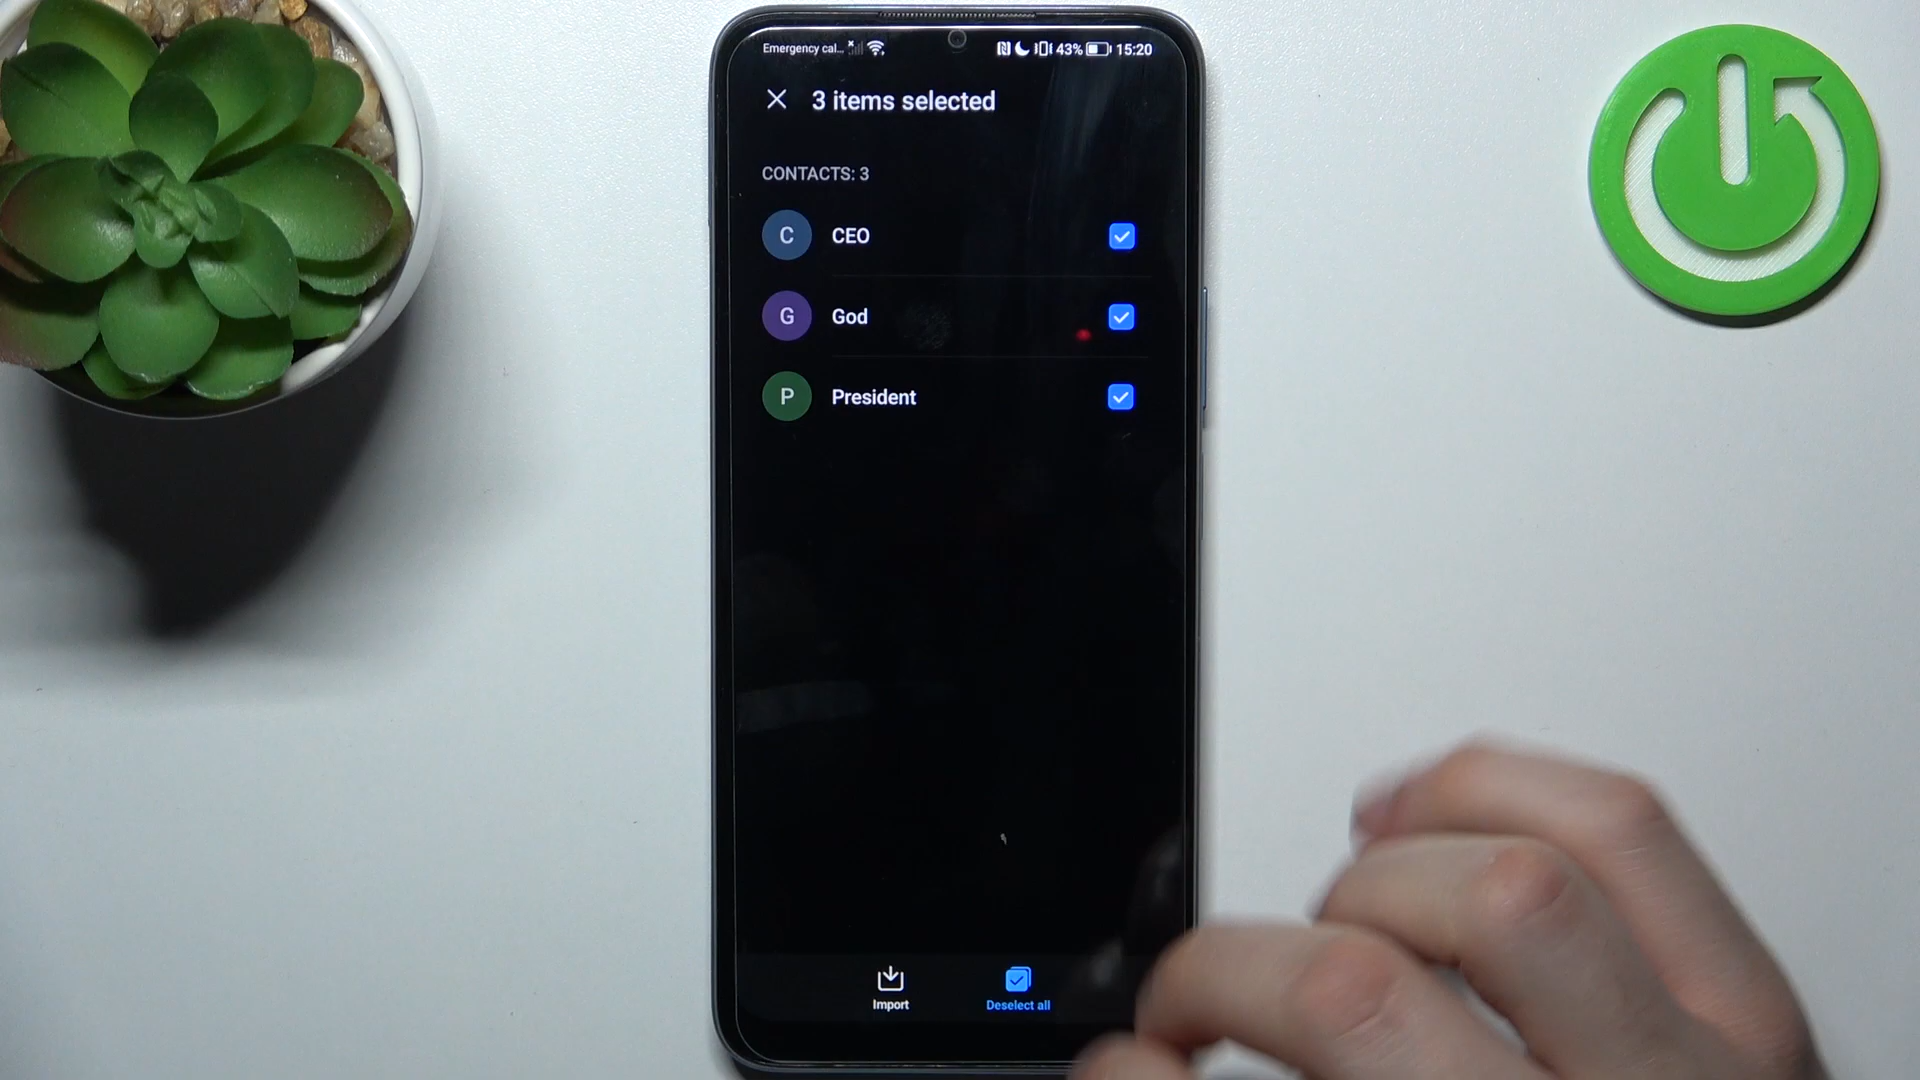 Emergency cal... 43% 15:20
3 items selected
CONTACTS: 3
C CEO
G God
P President
Import Deselect all